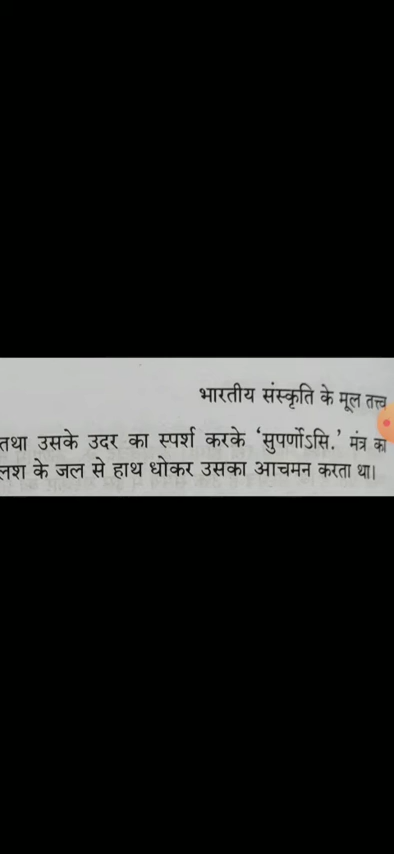 भारतीय संस्कृति के मूल तत्त्व
तथा उसके उदर का स्पर्श करके ‘सुपर्णोऽसि.’ मंत्र का
लश के जल से हाथ धोकर उसका आचमन करता था।